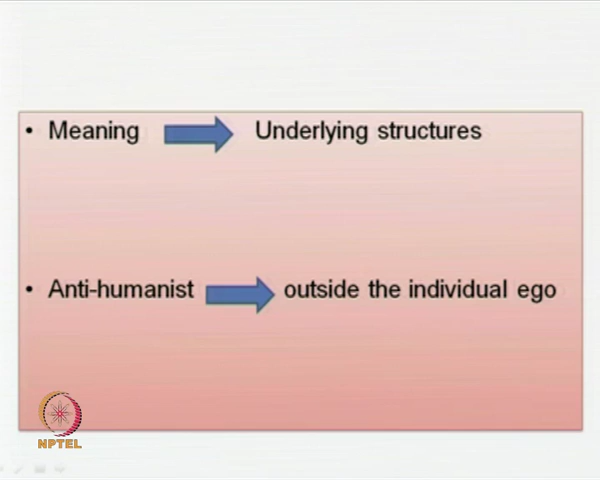 • Meaning Underlying structures
• Anti-humanist outside the individual ego
NPTEL